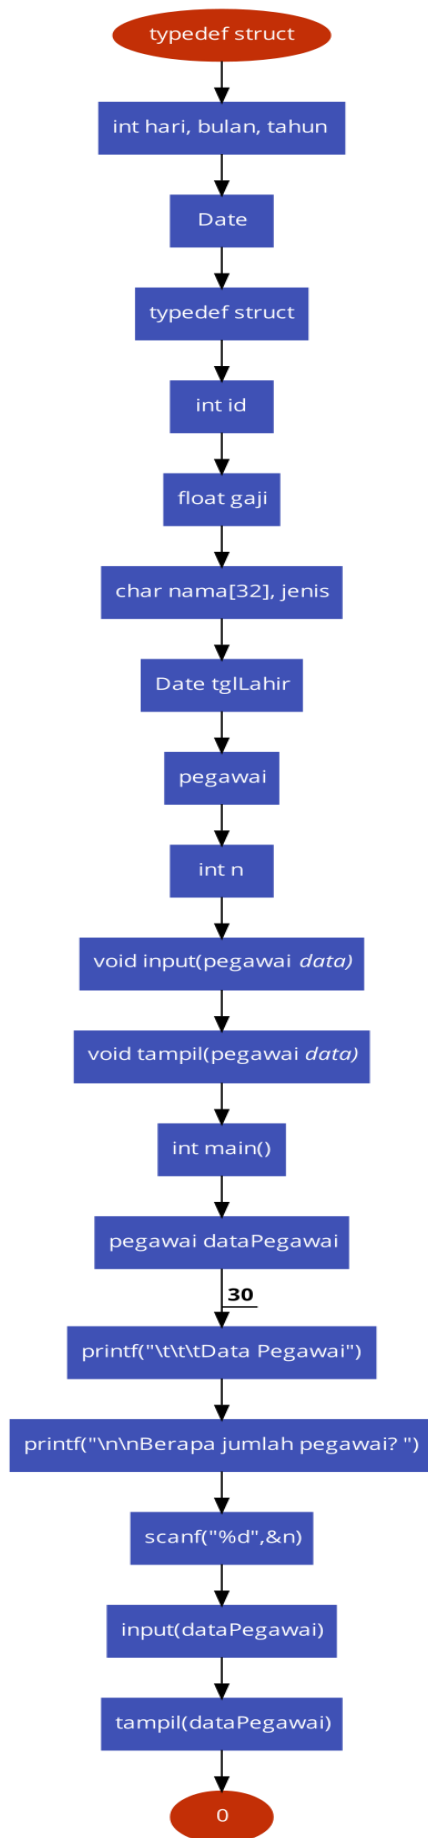 typedef struct
int hari, bulan, tahun
Date
typedef struct
int id
float gaji
char nama[32], jenis
Date tglLahir
pegawai
int n
void input(pegawai data)
void tampil(pegawai data)
int main()
pegawai dataPegawai
30
printf("\t\t\tData Pegawai")
printf("\n\nBerapa jumlah pegawai? ")
scanf("%d",&n)
input(dataPegawai)
tampil(dataPegawai)
0